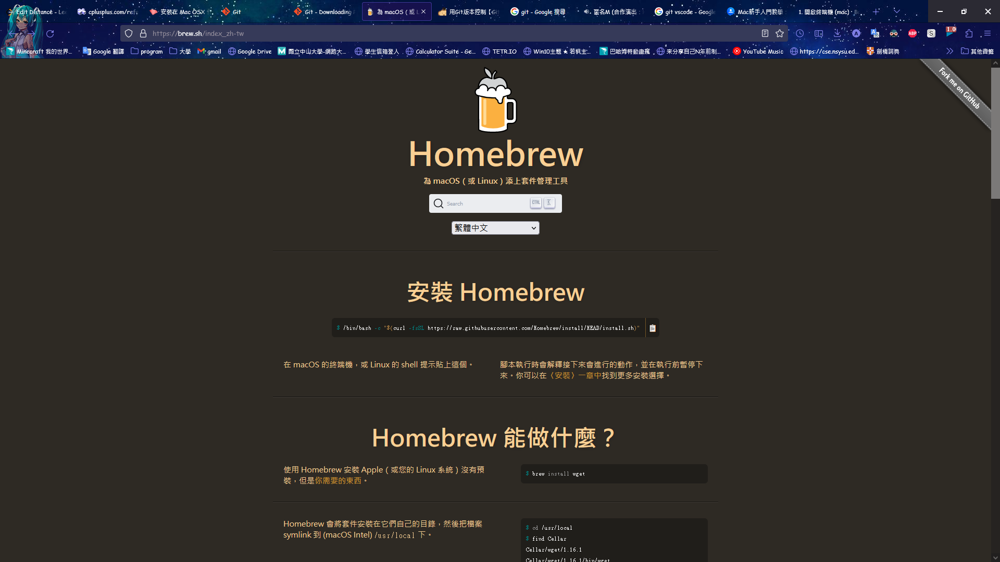 Edit Distance - Le
cplusplus.com/ref
安裝在 Mac OSX
Git
Git - Downloading
為 macOS ( 或 L
用Git版本控制【Gi
git - Google 搜尋
匿名M (合作演出：
git vscode - Google
Mac新手入門教學
1. 開啟終端機 (mac) · Be
https://brew.sh/index_zh-tw
1.0
Minecraft 我的世界...
Google 翻譯
program
大學
gmail
Google Drive
國立中山大學-網路大...
學生信箱登入
Calculator Suite - Ge...
TETR.IO
Win10主題 ★ 若枫主...
巴哈姆特動畫瘋
来分享自己N年前制...
YouTube Music
https://cse.nsysu.ed...
劍橋詞典
其他書籤
Fork me on GitHub
Homebrew
為 macOS ( 或 Linux ) 添上套件管理工具
Search CTRL K
繁體中文
安裝 Homebrew
$ /bin/bash -c "$(curl -fsSL https://raw.githubusercontent.com/Homebrew/install/HEAD/install.sh)"
在 macOS 的終端機，或 Linux 的 shell 提示貼上這個。
腳本執行時會解釋接下來會進行的動作，並在執行前暫停下
來。你可以在〈安裝〉一章中找到更多安裝選擇。
Homebrew 能做什麼？
使用 Homebrew 安裝 Apple ( 或您的 Linux 系統 ) 沒有預
裝，但是你需要的東西。
$ brew install wget
Homebrew 會將套件安裝在它們自己的目錄，然後把檔案
symlink 到 (macOS Intel) /usr/local 下。
$ cd /usr/local
$ find Cellar
Cellar/wget/1.16.1
Cellar/wget/1.16.1/bin/wget